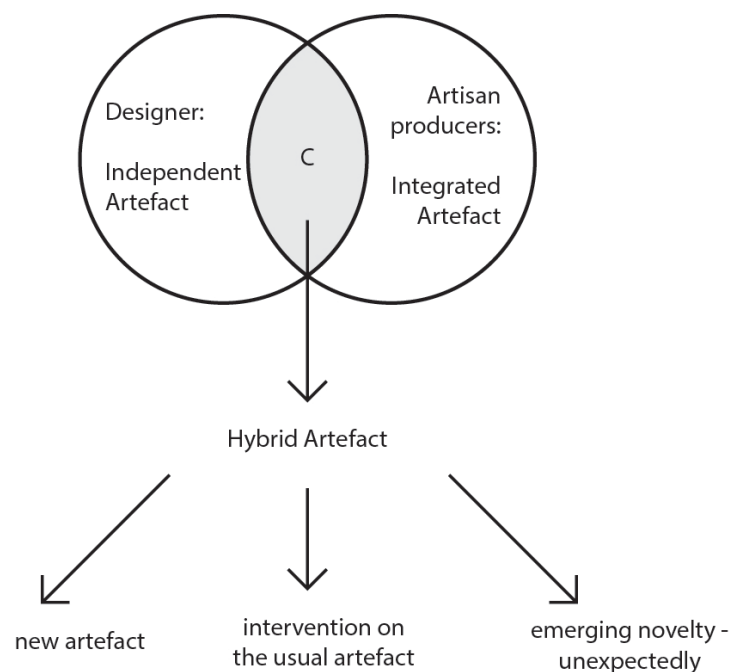 Designer:
Independent
Artefact
C
Artisan
producers:
Integrated
Artefact
Hybrid Artefact
new artefact
intervention on
the usual artefact
emerging novelty -
unexpectedly